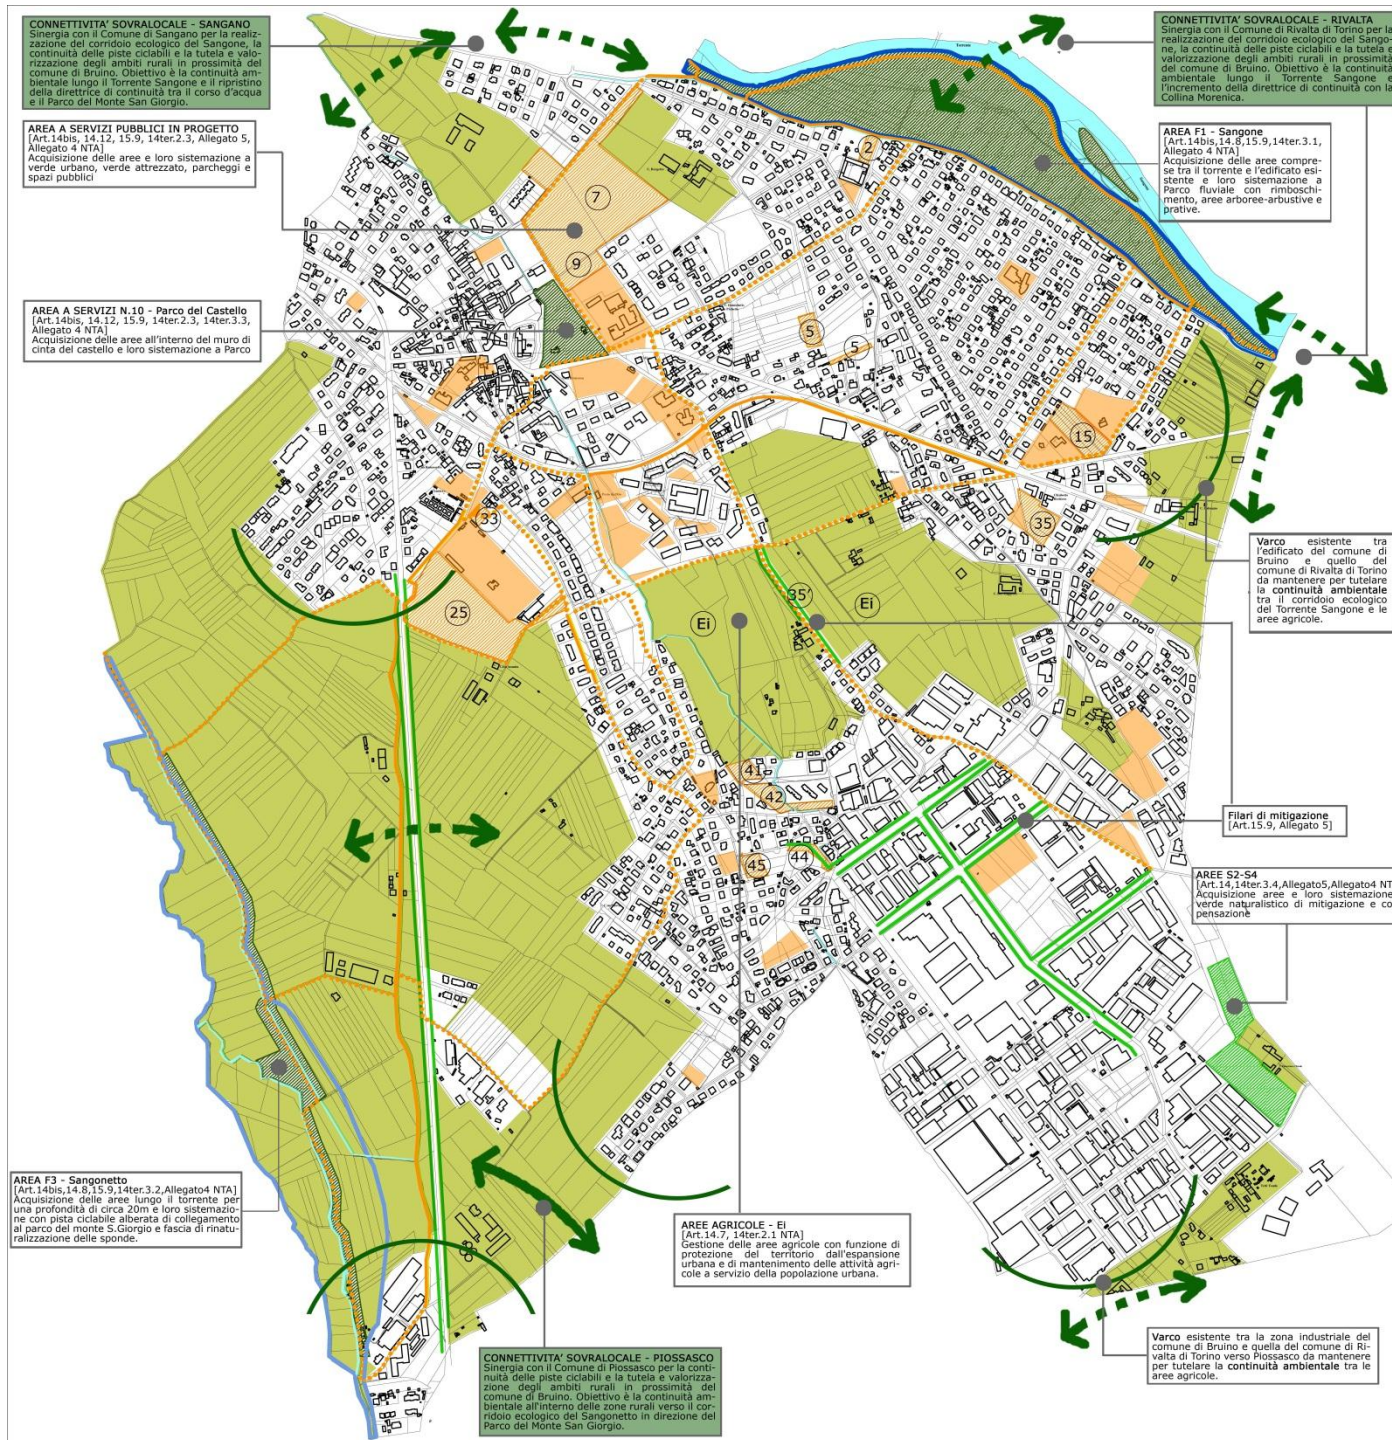 CONNETTIVITA' SOVRALOCALE - SANGANO
Sinergia con il Comune di Sangano per la realiz-
zazione del corridoio ecologico del Sangone, la
continuità delle piste ciclabili e la tutela e valo-
rizzazione degli ambiti rurali in prossimità del
comune di Bruino. Obiettivo è la continuità am-
bientale lungo il Torrente Sangone e il ripristino
della direttrice di continuità tra il corso d'acqua
e il Parco del Monte San Giorgio.
CONNETTIVITA' SOVRALOCALE - RIVALTA
Sinergia con il Comune di Rivalta di Torino per la
realizzazione del corridoio ecologico del Sango-
ne, la continuità delle piste ciclabili e la tutela e
valorizzazione degli ambiti rurali in prossimità
del comune di Bruino. Obiettivo è la continuità
ambientale lungo il Torrente Sangone e
l'incremento della direttrice di continuità con la
Collina Morenica.
AREA A SERVIZI PUBBLICI IN PROGETTO
[Art.14bis, 14.12, 15.9, 14ter.2.3, Allegato 5,
Allegato 4 NTA]
Acquisizione delle aree e loro sistemazione a
verde urbano, verde attrezzato, parcheggi e
spazi pubblici
AREA F1 - Sangone
[Art.14bis,14.8,15.9,14ter.3.1,
Allegato 4 NTA]
Acquisizione delle aree compre-
se tra il torrente e l'edificato esi-
stente e loro sistemazione a
Parco fluviale con rimboschi-
mento, aree arboree-arbustive e
prative.
2
7
9
AREA A SERVIZI N.10 - Parco del Castello
[Art.14bis, 14.12, 15.9, 14ter.2.3, 14ter.3.3,
Allegato 4 NTA]
Acquisizione delle aree all'interno del muro di
cinta del castello e loro sistemazione a Parco
5
5
15
33
35
Varco esistente tra
l'edificato del comune di
Bruino e quello del
comune di Rivalta di Torino
da mantenere per tutelare
la continuità ambientale
tra il corridoio ecologico
del Torrente Sangone e le
aree agricole.
25
35'
Ei
Ei
41
42
44
45
Filari di mitigazione
[Art.15.9, Allegato 5]
AREE S2-S4
[Art.14,14ter.3.4,Allegato5,Allegato4 NT
Acquisizione aree e loro sistemazione
verde naturalistico di mitigazione e co
pensazione
AREA F3 - Sangonetto
[Art.14bis,14.8,15.9,14ter.3.2,Allegato4 NTA]
Acquisizione delle aree lungo il torrente per
una profondità di circa 20m e loro sistemazio-
ne con pista ciclabile alberata di collegamento
al parco del monte S.Giorgio e fascia di rinatu-
ralizzazione delle sponde.
AREE AGRICOLE - Ei
[Art.14.7, 14ter.2.1 NTA]
Gestione delle aree agricole con funzione di
protezione del territorio dall'espansione
urbana e di mantenimento delle attività agri-
cole a servizio della popolazione urbana.
CONNETTIVITA' SOVRALOCALE - PIOSSASCO
Sinergia con il Comune di Piossasco per la conti-
nuità delle piste ciclabili e la tutela e valorizza-
zione degli ambiti rurali in prossimità del
comune di Bruino. Obiettivo è la continuità am-
bientale all'interno delle zone rurali verso il cor-
ridoio ecologico del Sangonetto in direzione del
Parco del Monte San Giorgio.
Varco esistente tra la zona industriale del
comune di Bruino e quella del comune di Ri-
valta di Torino verso Piossasco da mantenere
per tutelare la continuità ambientale tra le
aree agricole.